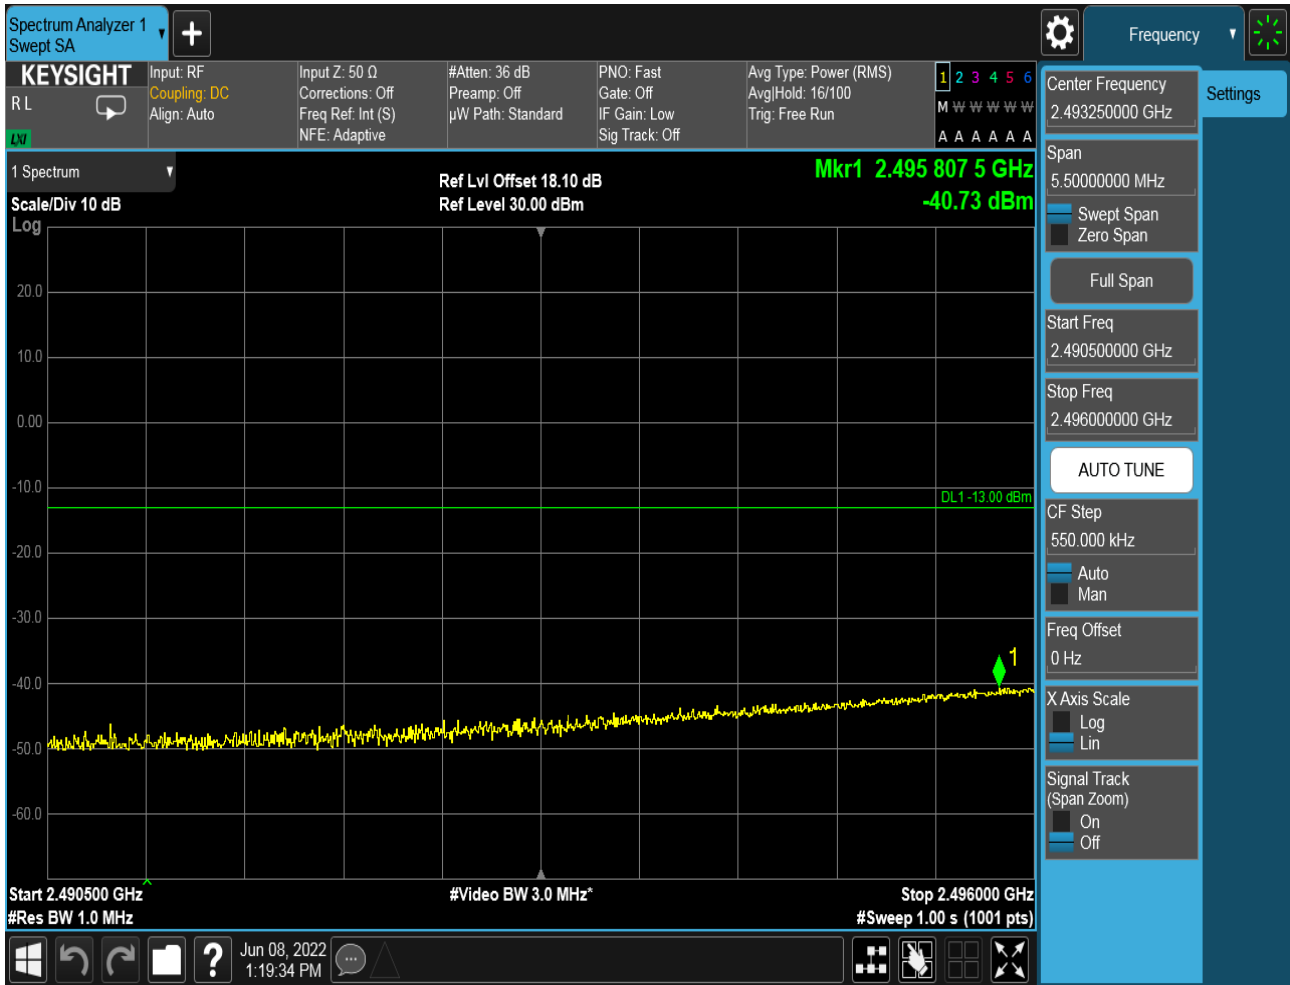 Spectrum Analyzer 1
Swept SA
Frequency
KEYSIGHT
R L
LXI
Input: RF
Coupling: DC
Align: Auto
Input Z: 50 Ω
Corrections: Off
Freq Ref: Int (S)
NFE: Adaptive
#Atten: 36 dB
Preamp: Off
µW Path: Standard
PNO: Fast
Gate: Off
IF Gain: Low
Sig Track: Off
Avg Type: Power (RMS)
Avg|Hold: 16/100
Trig: Free Run
1 2 3 4 5 6
M W W W W W
A A A A A A
1 Spectrum
Scale/Div 10 dB
Log
Ref Lvl Offset 18.10 dB
Ref Level 30.00 dBm
Mkr1 2.495 807 5 GHz
-40.73 dBm
20.0
10.0
0.00
-10.0
DL1 -13.00 dBm
-20.0
-30.0
1
-40.0
-50.0
-60.0
Start 2.490500 GHz
#Video BW 3.0 MHz*
Stop 2.496000 GHz
#Res BW 1.0 MHz
#Sweep 1.00 s (1001 pts)
Center Frequency
2.493250000 GHz
Settings
Span
5.50000000 MHz
Swept Span
Zero Span
Full Span
Start Freq
2.490500000 GHz
Stop Freq
2.496000000 GHz
AUTO TUNE
CF Step
550.000 kHz
Auto
Man
Freq Offset
0 Hz
X Axis Scale
Log
Lin
Signal Track
(Span Zoom)
On
Off
?
Jun 08, 2022
1:19:34 PM